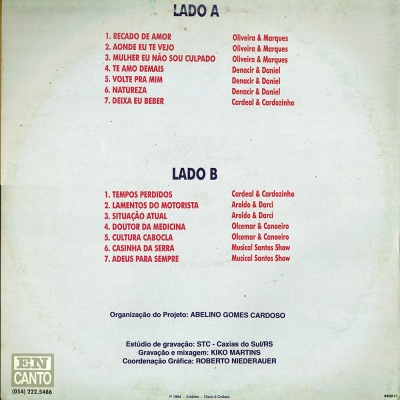 LADO A
1. RECADO DE AMOR Oliveira & Marques
2. AONDE EU TE VEJO Oliveira & Marques
3. MULHER EU NÃO SOU CULPADO Oliveira & Marques
4. TE AMO DEMAIS Denacir & Daniel
5. VOLTE PRA MIM Denacir & Daniel
6. NATUREZA Denacir & Daniel
7. DEIXA EU BEBER Cardeal & Cardozinho
LADO B
1. TEMPOS PERDIDOS Cardeal & Cardozinho
2. LAMENTOS DO MOTORISTA Aroldo & Darci
3. SITUAÇÃO ATUAL Aroldo & Darci
4. DOUTOR DA MEDICINA Olcemar & Canoeiro
5. CULTURA CABOCLA Olcemar & Canoeiro
6. CASINHA DA SERRA Musical Santos Show
7. ADEUS PARA SEMPRE Musical Santos Show
Organização do Projeto: ABELINO GOMES CARDOSO
Estúdio de gravação: STC - Caxias do Sul/RS
Gravação e mixagem: KIKO MARTINS
Coordenação Gráfica: ROBERTO NIEDERAUER
EN
CANTO
(054) 222.5486